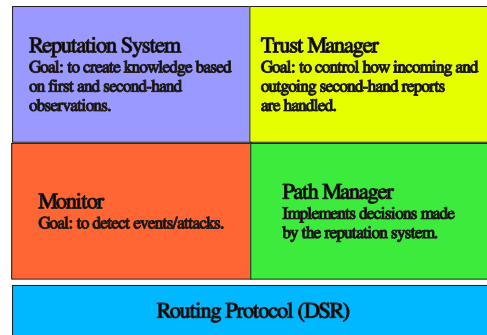 Reputation System
Goal: to create knowledge based
on first and second-hand
observations.
Trust Manager
Goal: to control how incoming and
outgoing second-hand reports
are handled.
Monitor
Goal: to detect events/attacks.
Path Manager
Implements decisions made
by the reputation system.
Routing Protocol (DSR)